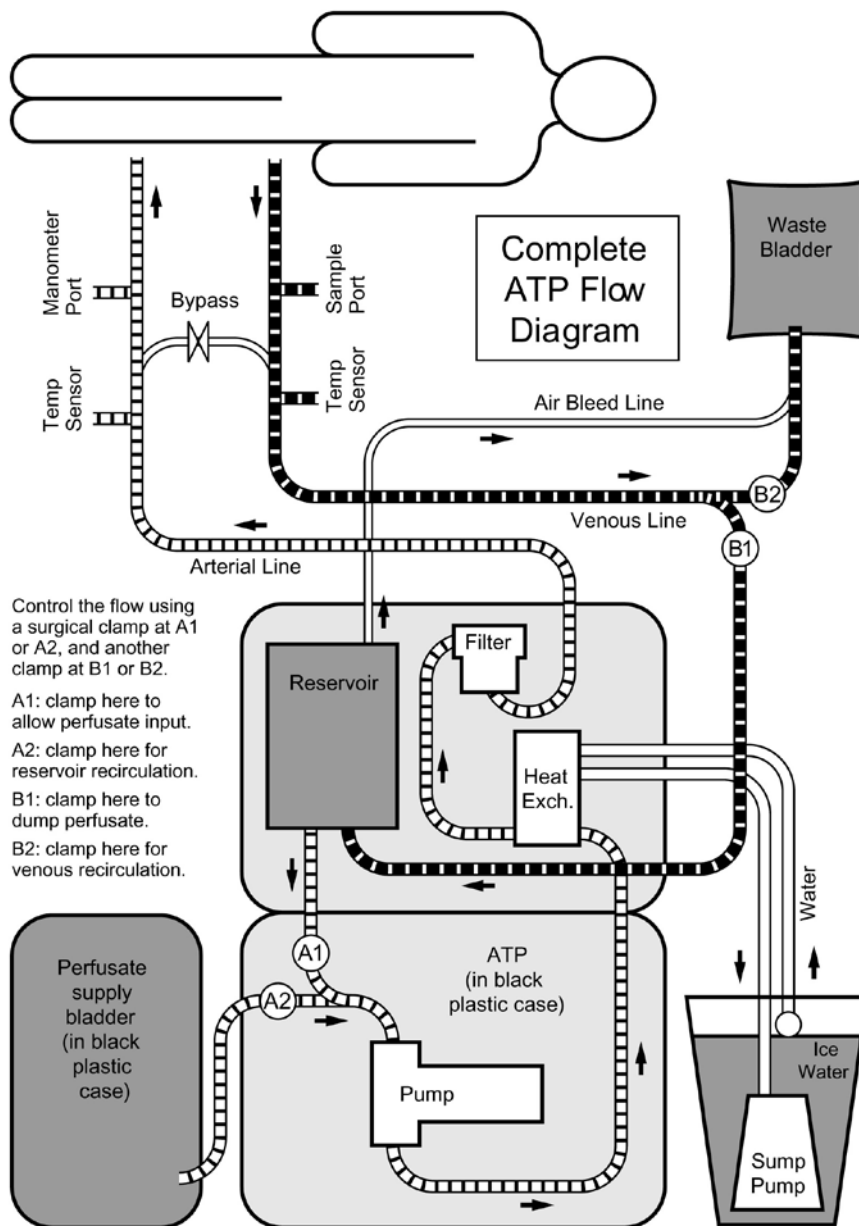 Manometer
Port
Bypass
Sample
Port
Complete
ATP Flow
Diagram
Waste
Bladder
Temp
Sensor
Temp
Sensor
Air Bleed Line
B2
Venous Line
B1
Arterial Line
Control the flow using
a surgical clamp at A1
or A2, and another
clamp at B1 or B2.
A1: clamp here to
allow perfusate input.
A2: clamp here for
reservoir recirculation.
B1: clamp here to
dump perfusate.
B2: clamp here for
venous recirculation.
Reservoir
Filter
Heat
Exch.
Water
A1
A2
ATP
(in black
plastic case)
Perfusate
supply
bladder
(in black
plastic
case)
Pump
Ice
Water
Sump
Pump